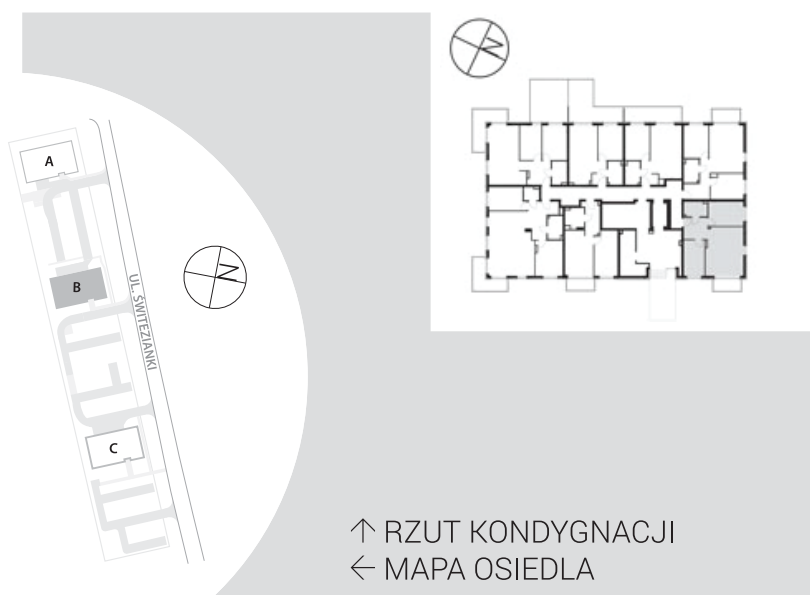 N
A
B
N
UL. ŚWITEZIANKI
C
↑ RZUT KONDYGNACJI
← MAPA OSIEDLA